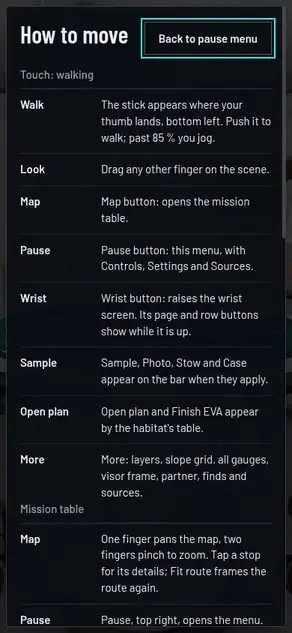 How to move
Back to pause menu
Touch: walking
Walk
The stick appears where your
thumb lands, bottom left. Push it to
walk; past 85 % you jog.
Look
Drag any other finger on the scene.
Map
Map button: opens the mission
table.
Pause
Pause button: this menu, with
Controls, Settings and Sources.
Wrist
Wrist button: raises the wrist
screen. Its page and row buttons
show while it is up.
Sample
Sample, Photo, Stow and Case
appear on the bar when they apply.
Open plan
Open plan and Finish EVA appear
by the habitat's table.
More
More: layers, slope grid, all gauges,
visor frame, partner, finds and
sources.
Mission table
Map
One finger pans the map, two
fingers pinch to zoom. Tap a stop
for its details; Fit route frames the
route again.
Pause
Pause, top right, opens the menu.